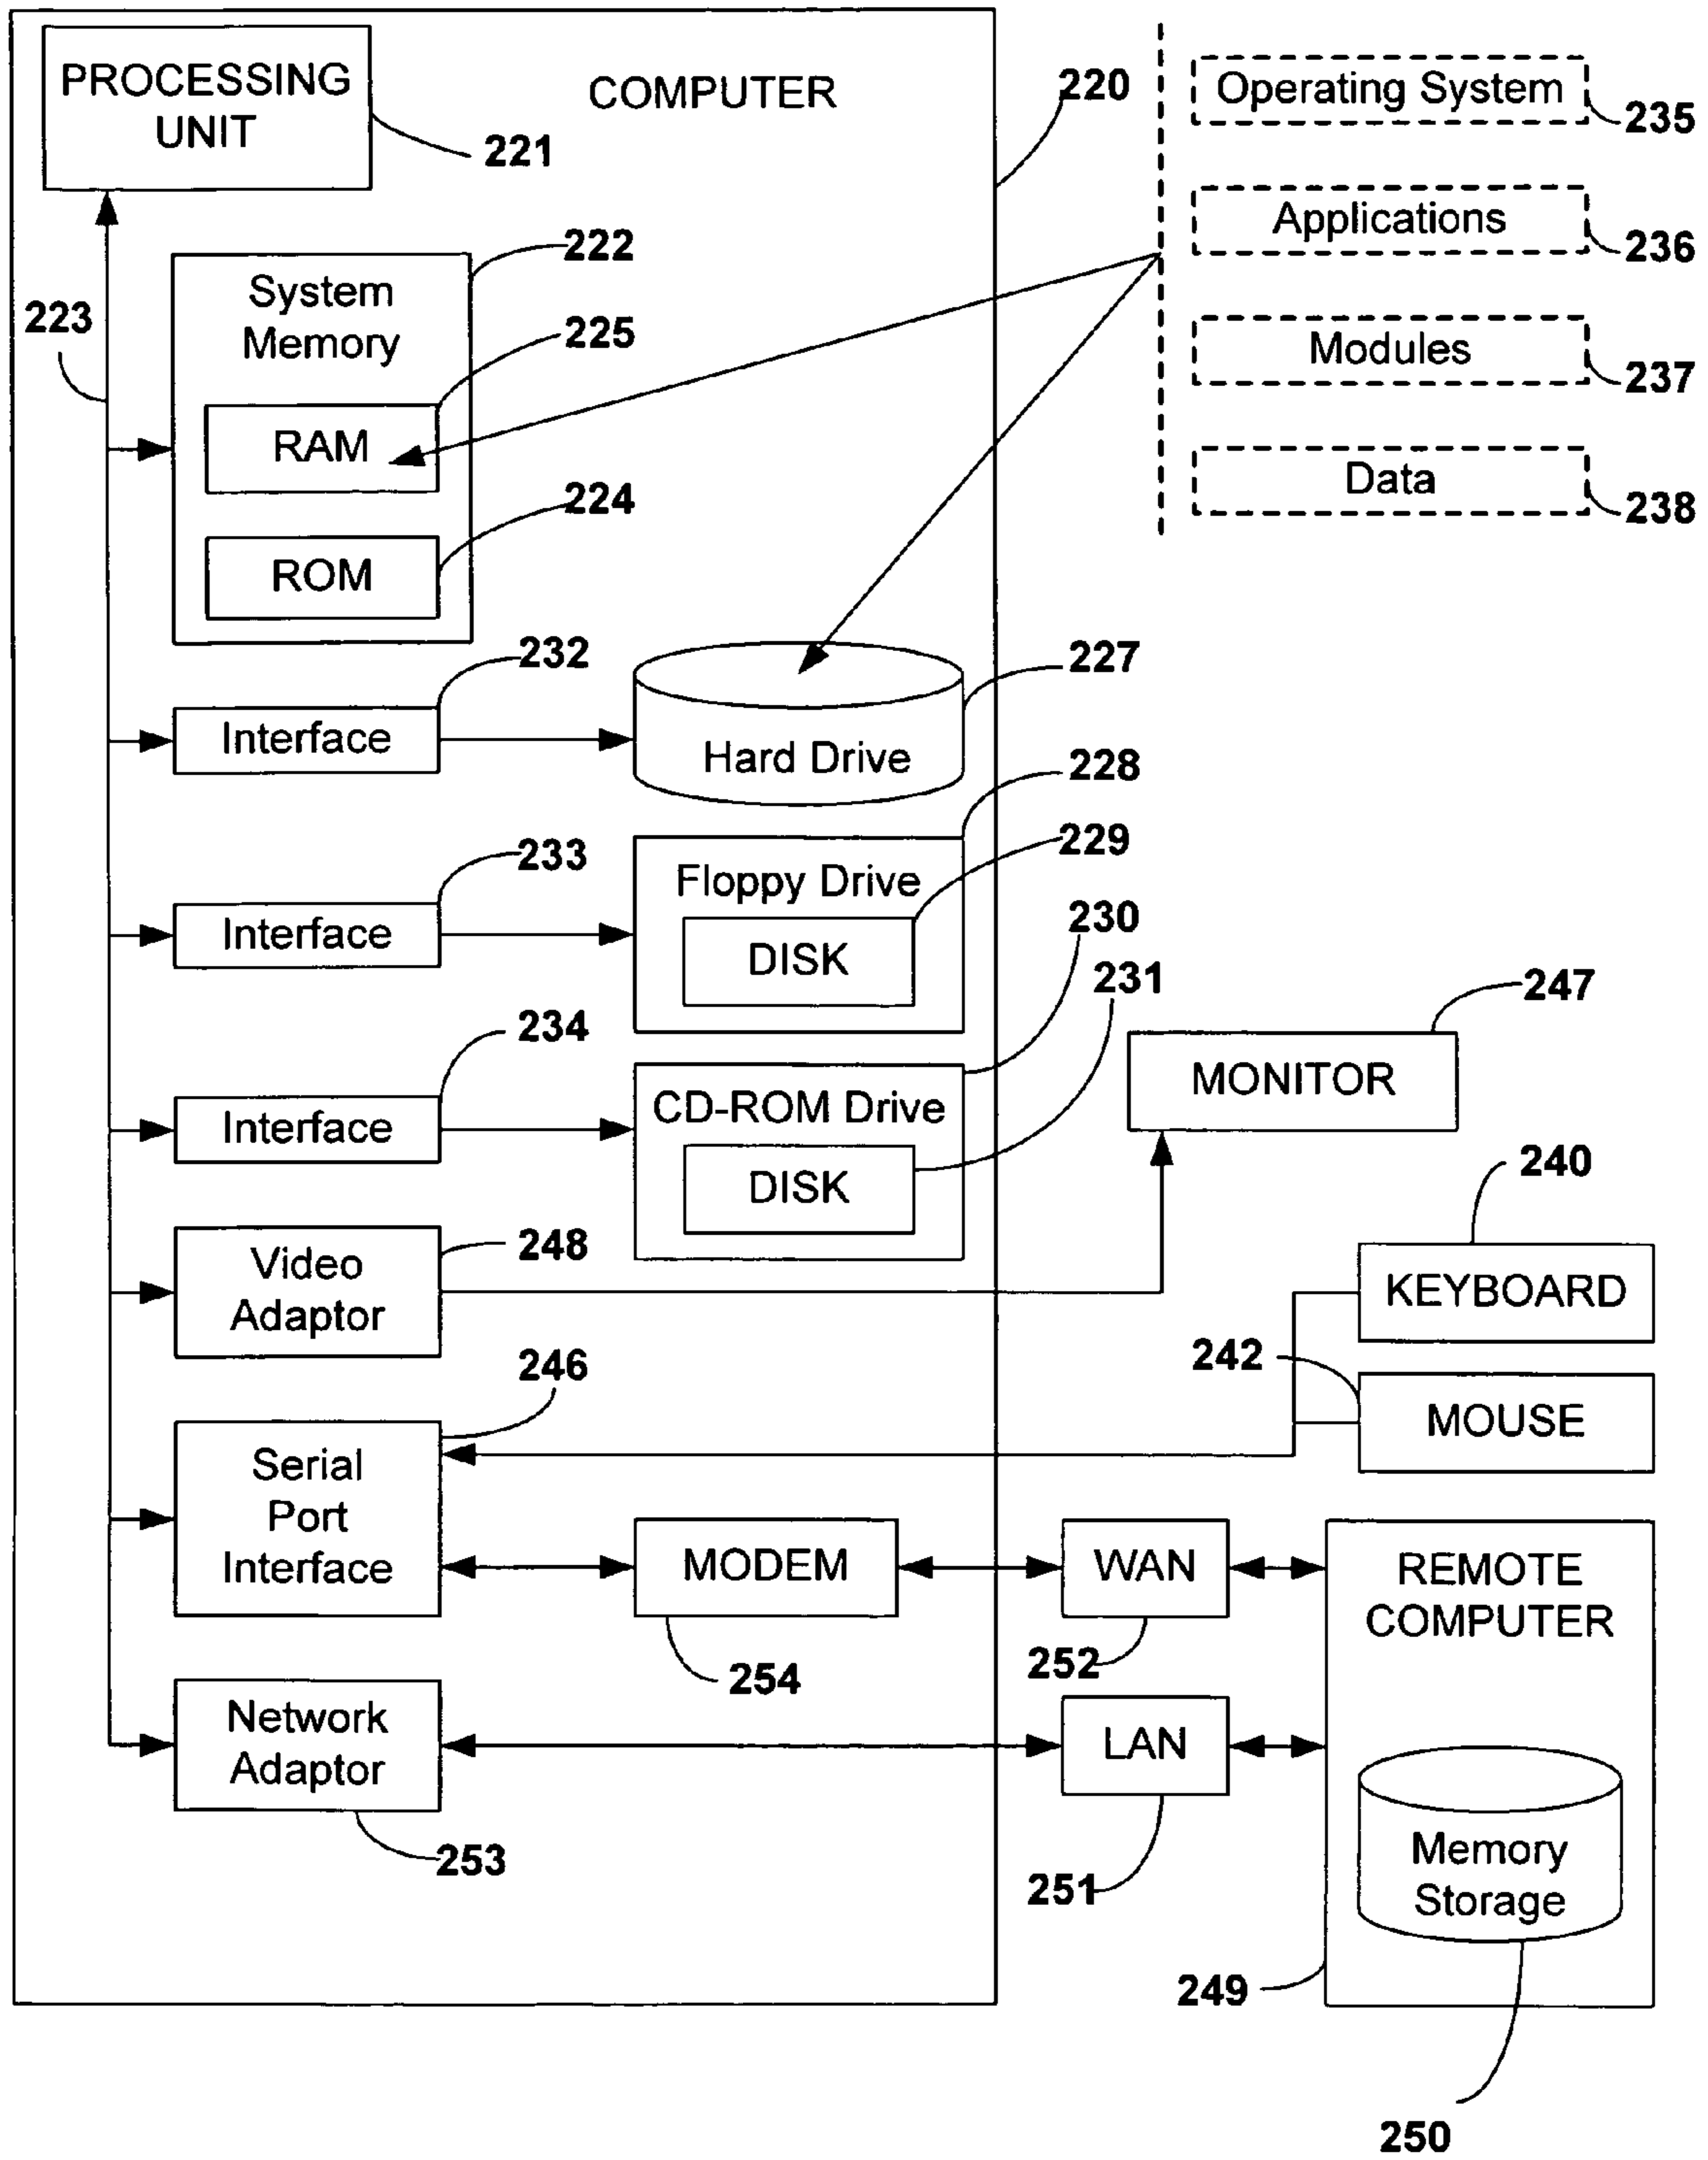 PROCESSING
UNIT
221
COMPUTER
220
Operating System
235
Applications
236
Modules
237
Data
238
223
222
System
Memory
225
RAM
224
ROM
232
Interface
227
Hard Drive
228
233
Interface
229
Floppy Drive
DISK
230
231
234
Interface
CD-ROM Drive
DISK
247
MONITOR
240
KEYBOARD
248
Video
Adaptor
242
MOUSE
246
Serial
Port
Interface
MODEM
254
WAN
252
REMOTE
COMPUTER
Network
Adaptor
253
LAN
251
Memory
Storage
249
250